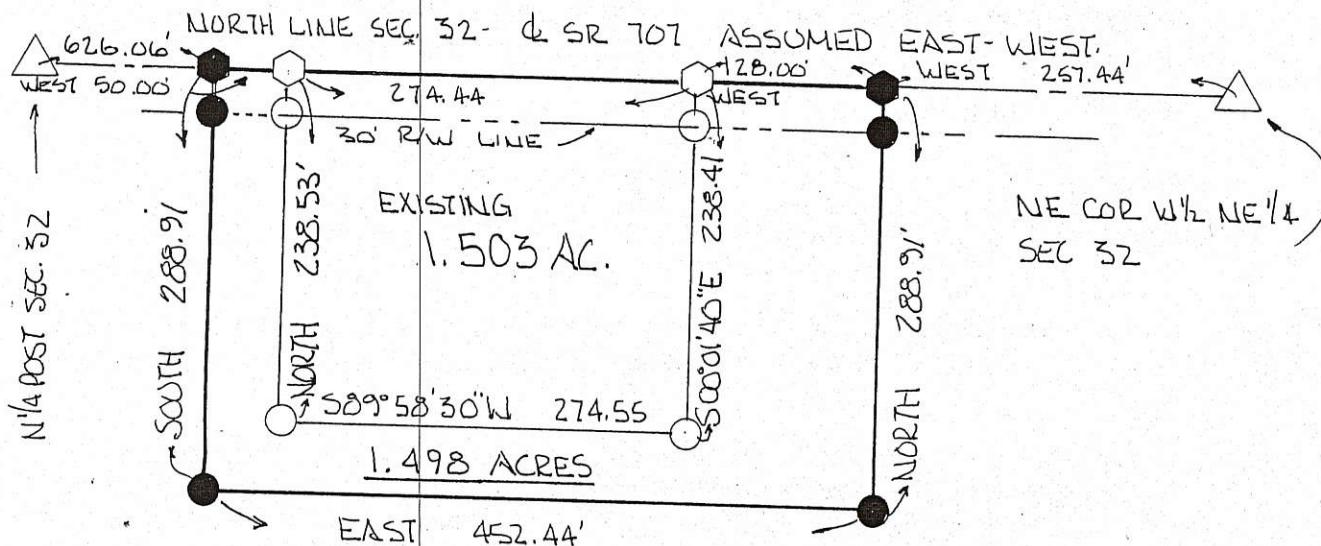 NORTH LINE SEC. 32- ℄ SR 707 ASSUMED EAST-WEST.
626.06'
WEST 50.00'
274.44
128.00'
WEST
WEST 257.44'
30' R/W LINE
N'/4 POST SEC. 32
SOUTH 288.91
NORTH 238.53'
EXISTING
1.503 AC.
S00°01'40"E 238.41
NORTH 288.91'
NE COR W1/2 NE'/4
SEC 32
S89°58'30"W 274.55
1.498 ACRES
EAST 452.44'